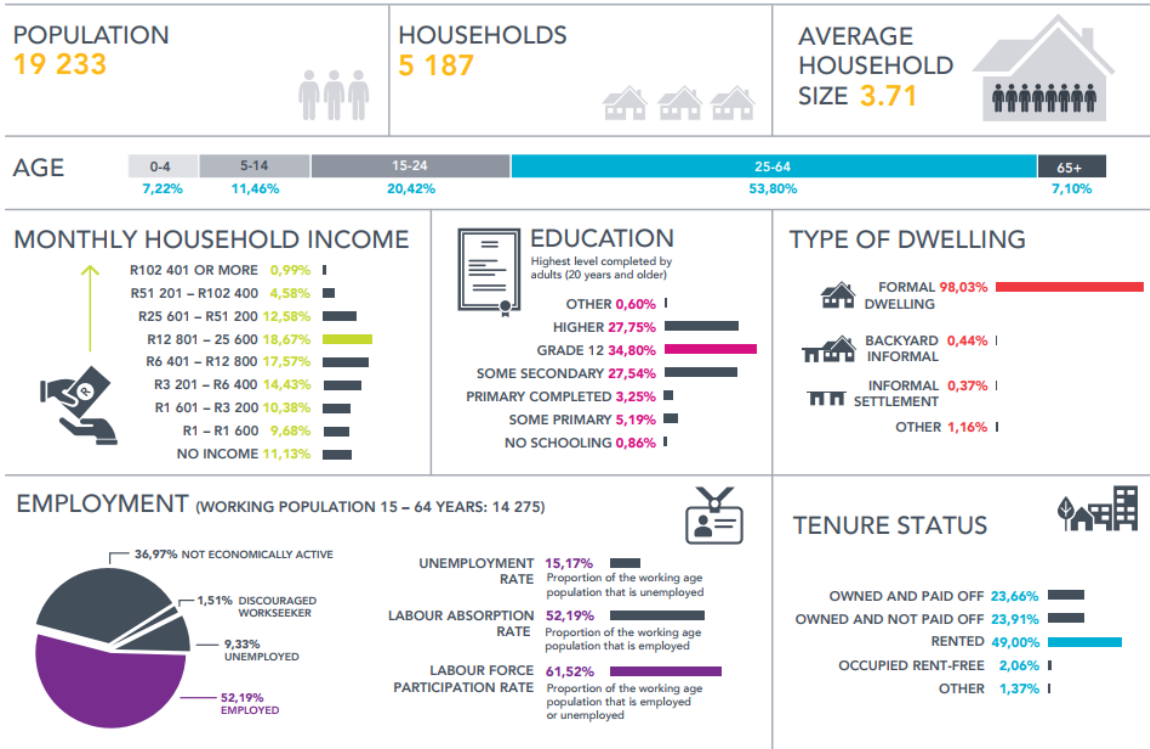 POPULATION
19 233
HOUSEHOLDS
5 187
AVERAGE
HOUSEHOLD
SIZE 3.71
AGE
0-4
5-14
15-24
25-64
65+
7,22%
11,46%
20,42%
53,80%
7,10%
MONTHLY HOUSEHOLD INCOME
R102 401 OR MORE 0,99%
R51 201 – R102 400 4,58%
R25 601 – R51 200 12,58%
R12 801 – 25 600 18,67%
R6 401 – R12 800 17,57%
R3 201 – R6 400 14,43%
R1 601 – R3 200 10,38%
R1 – R1 600 9,68%
NO INCOME 11,13%
R
EDUCATION
Highest level completed by
adults (20 years and older)
OTHER 0,60%
HIGHER 27,75%
GRADE 12 34,80%
SOME SECONDARY 27,54%
PRIMARY COMPLETED 3,25%
SOME PRIMARY 5,19%
NO SCHOOLING 0,86%
TYPE OF DWELLING
FORMAL 98,03%
DWELLING
BACKYARD 0,44%
INFORMAL
INFORMAL 0,37%
SETTLEMENT
OTHER 1,16%
EMPLOYMENT (WORKING POPULATION 15 – 64 YEARS: 14 275)
36,97% NOT ECONOMICALLY ACTIVE
1,51% DISCOURAGED
WORKSEEKER
9,33%
UNEMPLOYED
52,19%
EMPLOYED
UNEMPLOYMENT 15,17%
RATE Proportion of the working age
population that is unemployed
LABOUR ABSORPTION 52,19%
RATE Proportion of the working age
population that is employed
LABOUR FORCE 61,52%
PARTICIPATION RATE Proportion of the working age
population that is employed
or unemployed
TENURE STATUS
OWNED AND PAID OFF 23,66%
OWNED AND NOT PAID OFF 23,91%
RENTED 49,00%
OCCUPIED RENT-FREE 2,06%
OTHER 1,37%